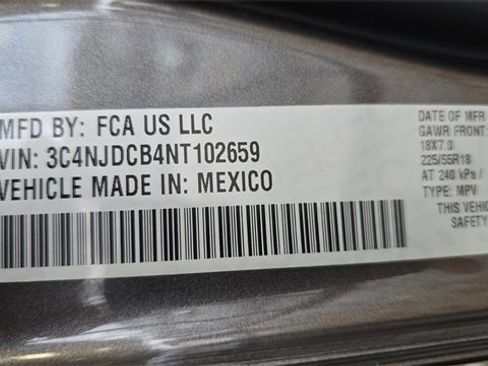 MFD BY: FCA US LLC
VIN: 3C4NJDCB4NT102659
VEHICLE MADE IN: MEXICO
DATE OF MFR
GAWR FRONT:
18X7.0
225/55R18
AT 240 kPa /
TYPE: MPV
THIS VEHIC
SAFETY